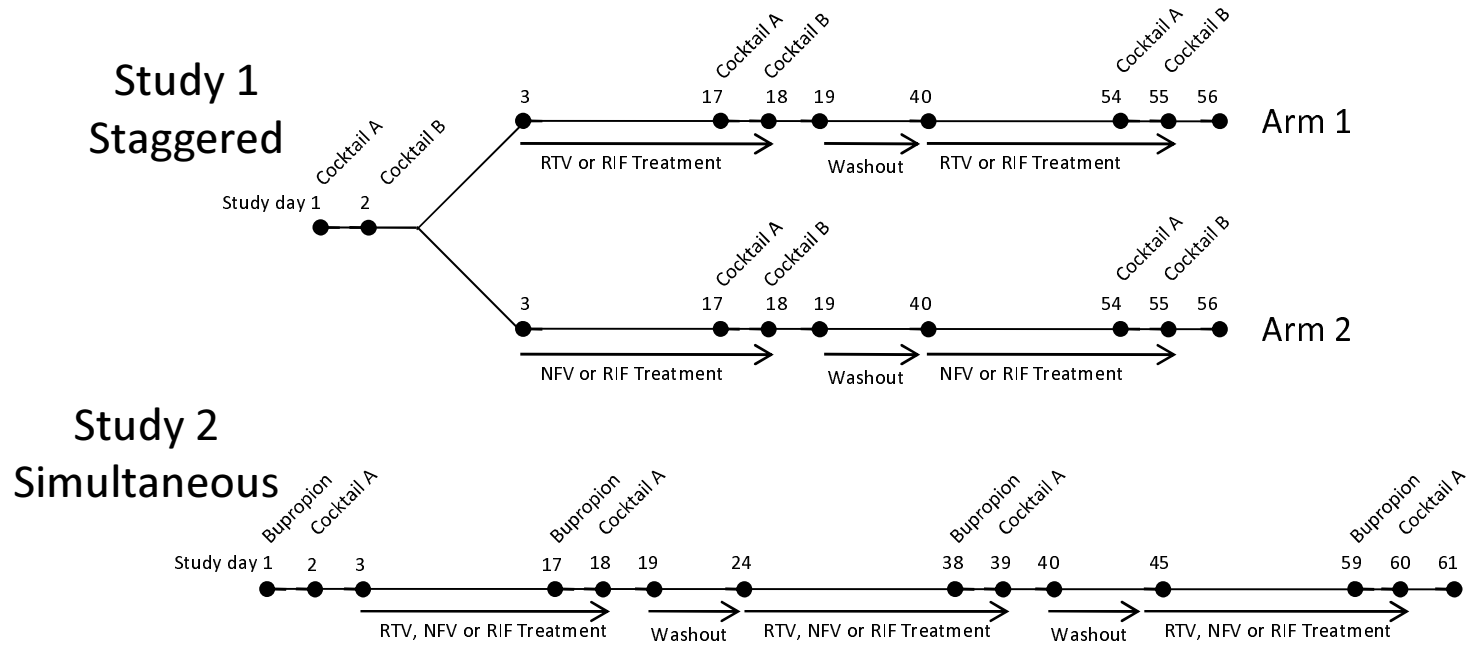 Study 1
Staggered
Cocktail A
Cocktail B
Study day 1
2
Cocktail A
Cocktail B
Cocktail A
Cocktail B
3
17
18
19
40
54
55
56
Arm 1
RTV or RIF Treatment
Washout
RTV or RIF Treatment
Cocktail A
Cocktail B
Cocktail A
Cocktail B
3
17
18
19
40
54
55
56
Arm 2
NFV or RIF Treatment
Washout
NFV or RIF Treatment
Study 2
Simultaneous
Bupropion
Cocktail A
Bupropion
Cocktail A
Bupropion
Cocktail A
Bupropion
Cocktail A
Study day 1
2
3
17
18
19
24
38
39
40
45
59
60
61
RTV, NFV or RIF Treatment
Washout
RTV, NFV or RIF Treatment
Washout
RTV, NFV or RIF Treatment